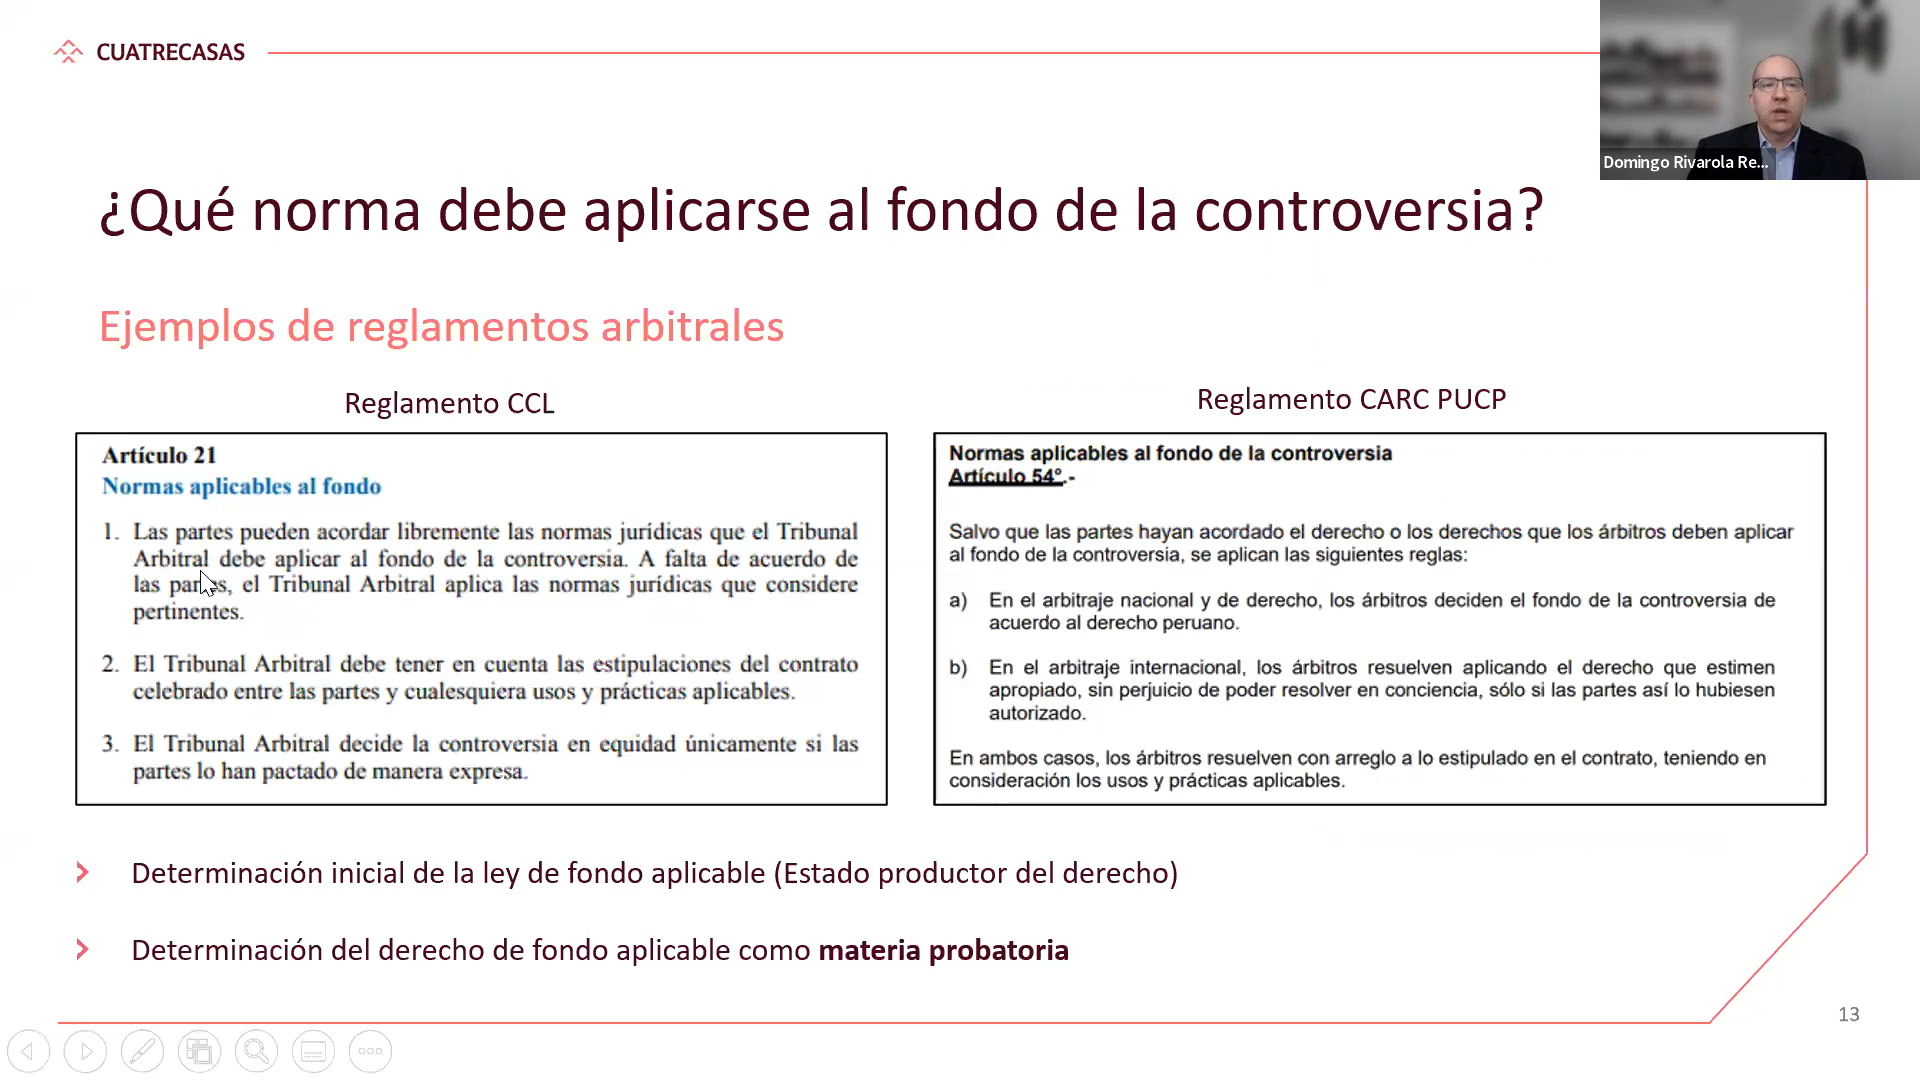 CUATRECASAS
Domingo Rivarola Re...
¿Qué norma debe aplicarse al fondo de la controversia?
Ejemplos de reglamentos arbitrales
Reglamento CCL
Artículo 21
Normas aplicables al fondo
1. Las partes pueden acordar libremente las normas jurídicas que el Tribunal
Arbitral debe aplicar al fondo de la controversia. A falta de acuerdo de
las partes, el Tribunal Arbitral aplica las normas jurídicas que considere
pertinentes.
2. El Tribunal Arbitral debe tener en cuenta las estipulaciones del contrato
celebrado entre las partes y cualesquiera usos y prácticas aplicables.
3. El Tribunal Arbitral decide la controversia en equidad únicamente si las
partes lo han pactado de manera expresa.
Reglamento CARC PUCP
Normas aplicables al fondo de la controversia
Artículo 54°.-
Salvo que las partes hayan acordado el derecho o los derechos que los árbitros deben aplicar
al fondo de la controversia, se aplican las siguientes reglas:
a) En el arbitraje nacional y de derecho, los árbitros deciden el fondo de la controversia de
acuerdo al derecho peruano.
b) En el arbitraje internacional, los árbitros resuelven aplicando el derecho que estimen
apropiado, sin perjuicio de poder resolver en conciencia, sólo si las partes así lo hubiesen
autorizado.
En ambos casos, los árbitros resuelven con arreglo a lo estipulado en el contrato, teniendo en
consideración los usos y prácticas aplicables.
Determinación inicial de la ley de fondo aplicable (Estado productor del derecho)
Determinación del derecho de fondo aplicable como materia probatoria
13